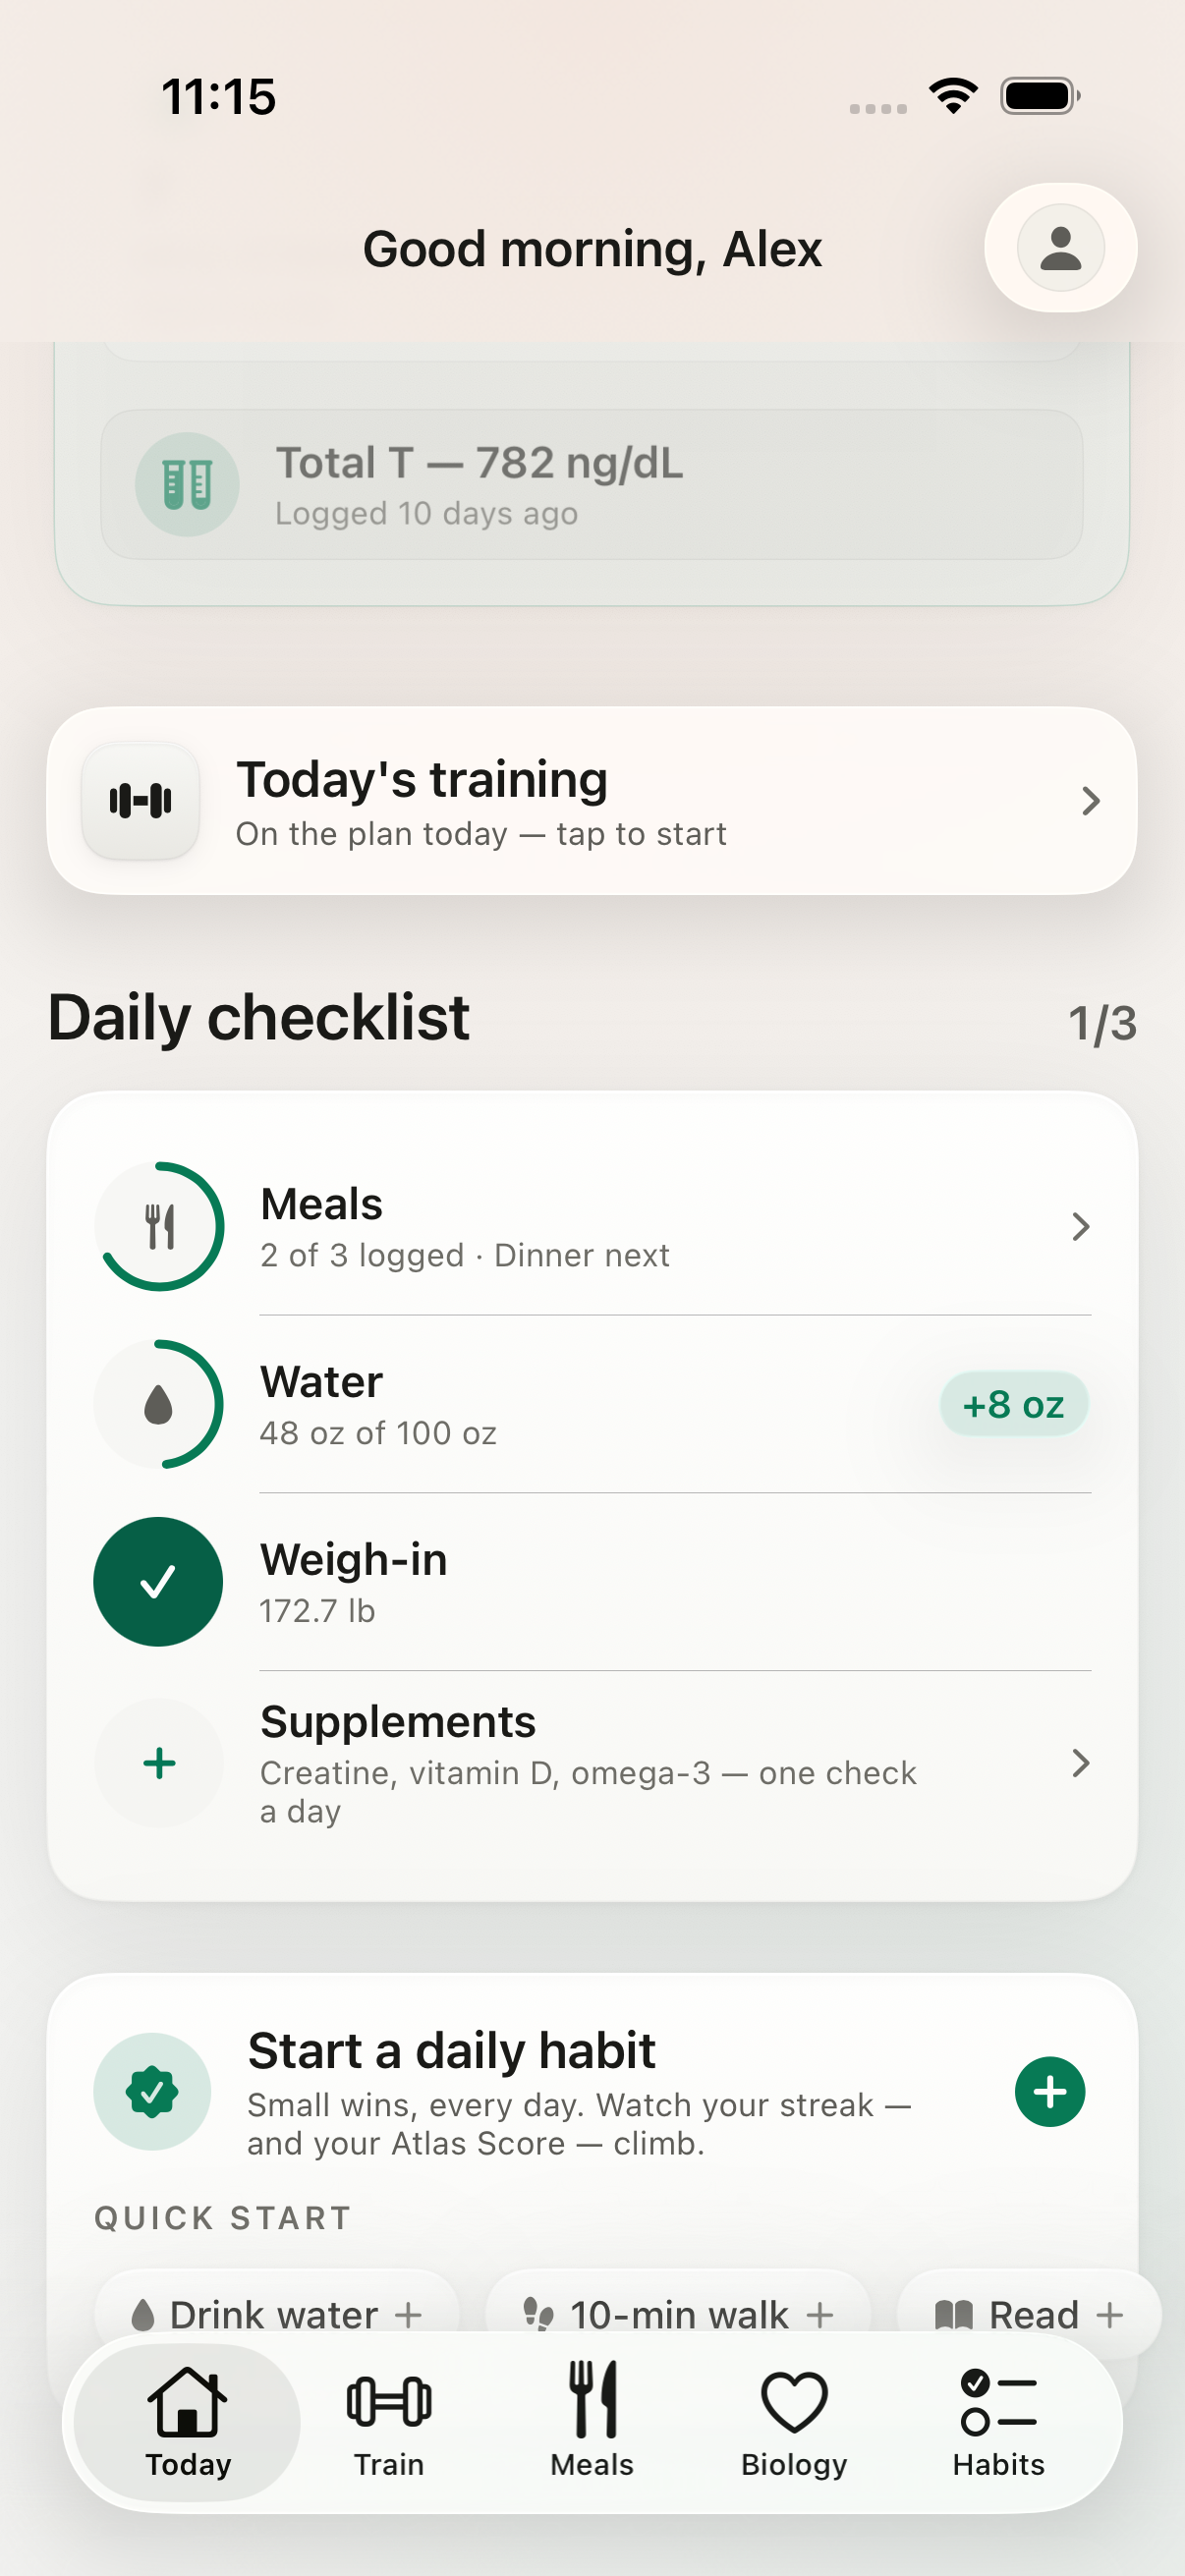 11:15
Good morning, Alex
Total T — 782 ng/dL
Logged 10 days ago
Today's training
On the plan today — tap to start
Daily checklist
1/3
Meals
2 of 3 logged · Dinner next
Water
48 oz of 100 oz
+8 oz
Weigh-in
172.7 lb
Supplements
Creatine, vitamin D, omega-3 — one check
a day
Start a daily habit
Small wins, every day. Watch your streak —
and your Atlas Score — climb.
QUICK START
Drink water +
10-min walk +
Read +
Today
Train
Meals
Biology
Habits